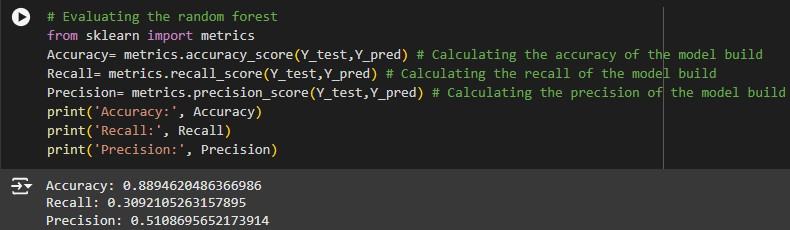 # Evaluating the random forest
from sklearn import metrics
Accuracy= metrics.accuracy_score(Y_test,Y_pred) # Calculating the accuracy of the model build
Recall= metrics.recall_score(Y_test,Y_pred) # Calculating the recall of the model build
Precision= metrics.precision_score(Y_test,Y_pred) # Calculating the precision of the model build
print('Accuracy:', Accuracy)
print('Recall:', Recall)
print('Precision:', Precision)
Accuracy: 0.8894620486366986
Recall: 0.3092105263157895
Precision: 0.5108695652173914